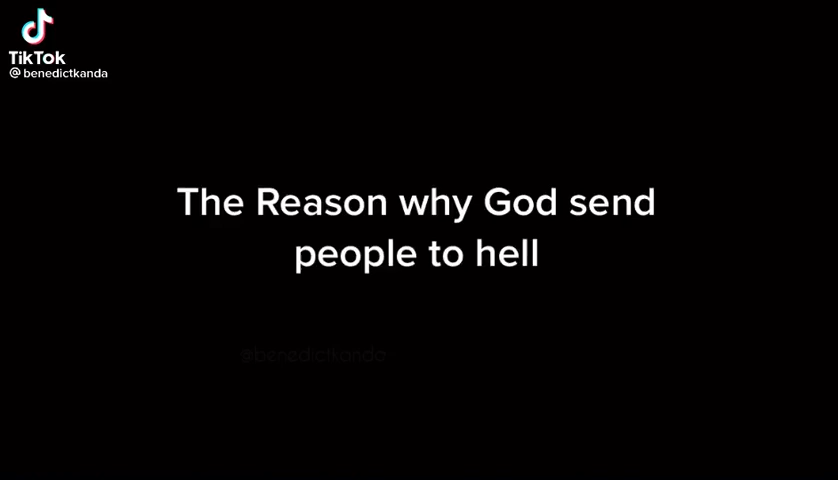 TikTok
@benedictkanda
The Reason why God send
people to hell
@benedictkanda